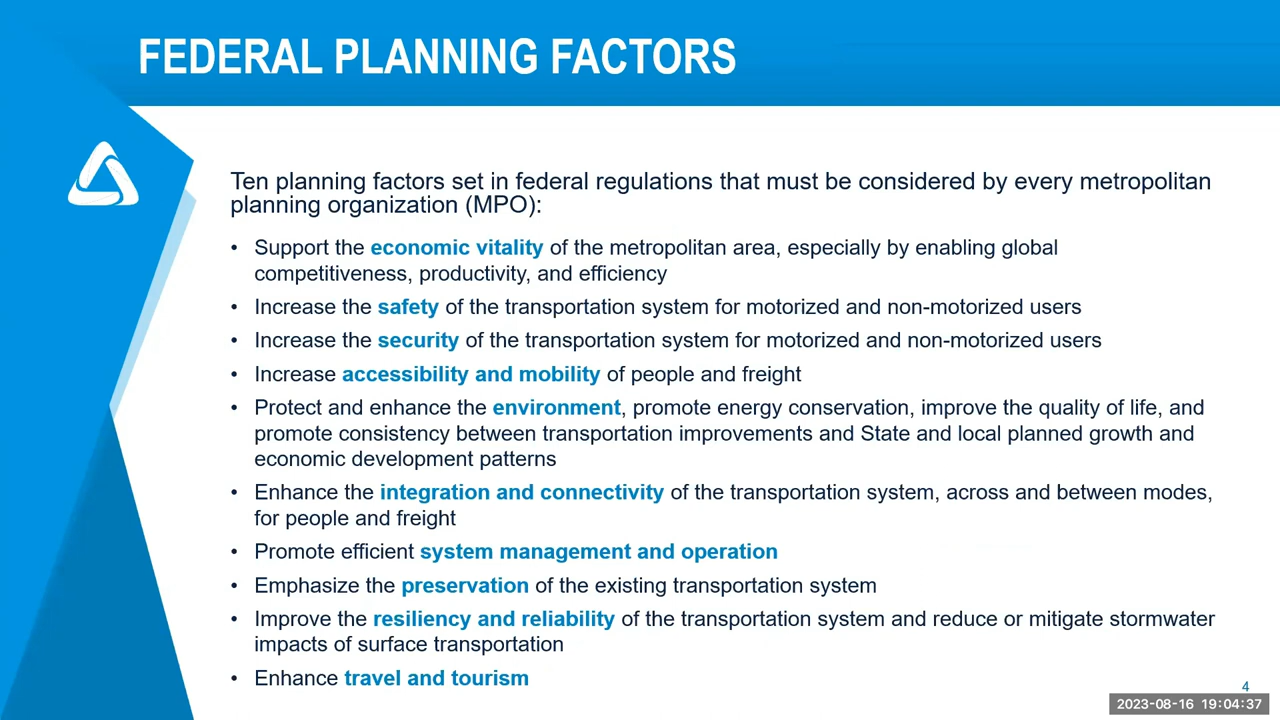 FEDERAL PLANNING FACTORS
Ten planning factors set in federal regulations that must be considered by every metropolitan
planning organization (MPO):
• Support the economic vitality of the metropolitan area, especially by enabling global
competitiveness, productivity, and efficiency
• Increase the safety of the transportation system for motorized and non-motorized users
• Increase the security of the transportation system for motorized and non-motorized users
• Increase accessibility and mobility of people and freight
• Protect and enhance the environment, promote energy conservation, improve the quality of life, and
promote consistency between transportation improvements and State and local planned growth and
economic development patterns
• Enhance the integration and connectivity of the transportation system, across and between modes,
for people and freight
• Promote efficient system management and operation
• Emphasize the preservation of the existing transportation system
• Improve the resiliency and reliability of the transportation system and reduce or mitigate stormwater
impacts of surface transportation
• Enhance travel and tourism
4
2023-08-16 19:04:37